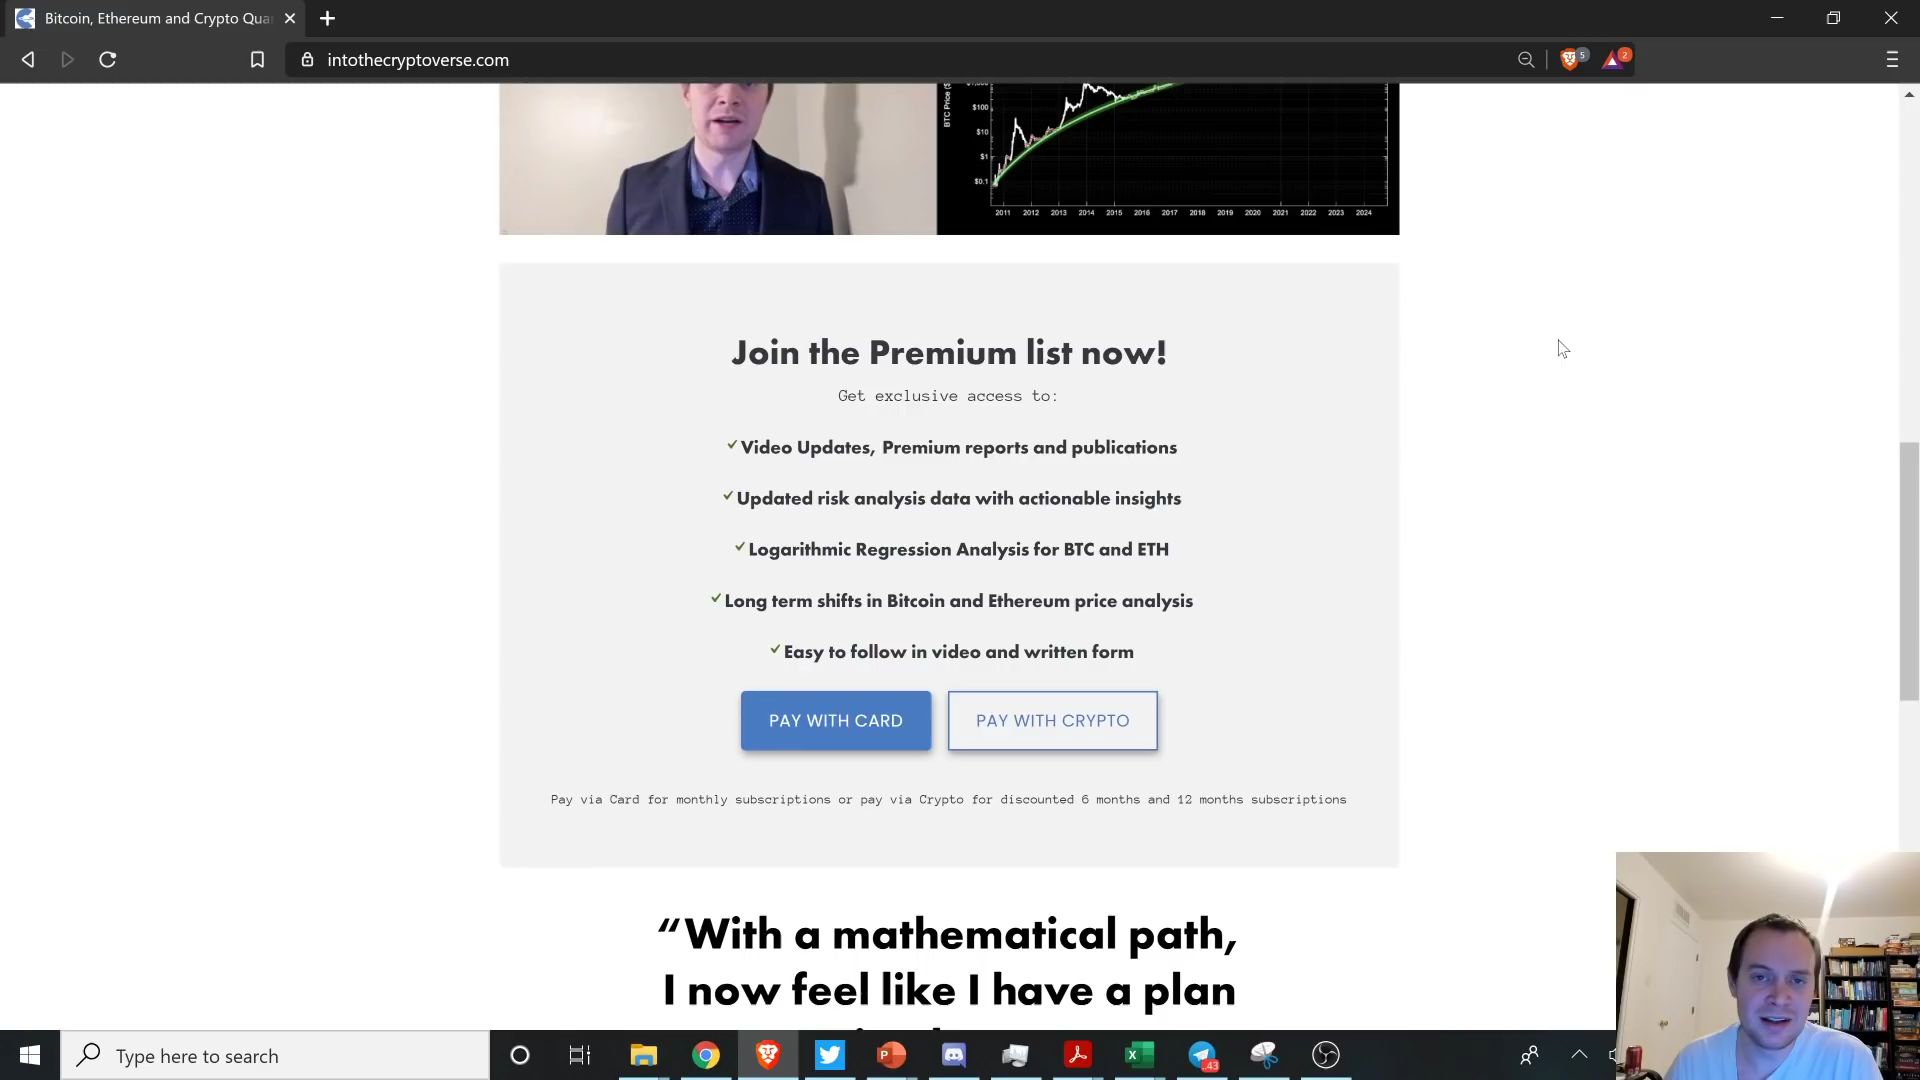 Bitcoin, Ethereum and Crypto Qua
intothecryptoverse.com
5
2
BTC Price ($
$100
$10
$1
$0.1
2011 2012 2013 2014 2015 2016 2017 2018 2019 2020 2021 2022 2023 2024
Join the Premium list now!
Get exclusive access to:
Video Updates, Premium reports and publications
Updated risk analysis data with actionable insights
Logarithmic Regression Analysis for BTC and ETH
Long term shifts in Bitcoin and Ethereum price analysis
Easy to follow in video and written form
PAY WITH CARD
PAY WITH CRYPTO
Pay via Card for monthly subscriptions or pay via Crypto for discounted 6 months and 12 months subscriptions
“With a mathematical path,
I now feel like I have a plan
Type here to search
43